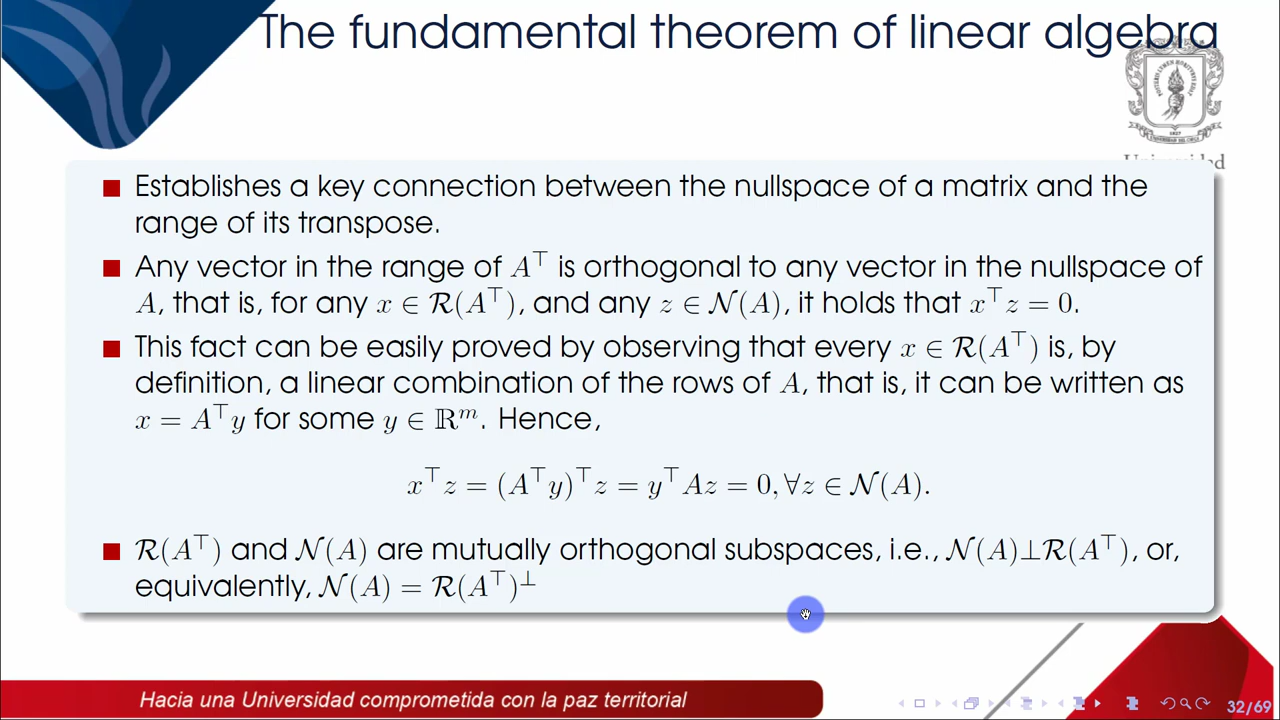 The fundamental theorem of linear algebra
Establishes a key connection between the nullspace of a matrix and the
range of its transpose.
Any vector in the range of A⊤ is orthogonal to any vector in the nullspace of
A, that is, for any x ∈ R(A⊤), and any z ∈ N(A), it holds that x⊤z = 0.
This fact can be easily proved by observing that every x ∈ R(A⊤) is, by
definition, a linear combination of the rows of A, that is, it can be written as
x = A⊤y for some y ∈ ℝᵐ. Hence,
x⊤z = (A⊤y)⊤z = y⊤Az = 0, ∀z ∈ N(A).
R(A⊤) and N(A) are mutually orthogonal subspaces, i.e., N(A)⊥R(A⊤), or,
equivalently, N(A) = R(A⊤)⊥
Hacia una Universidad comprometida con la paz territorial
32/69